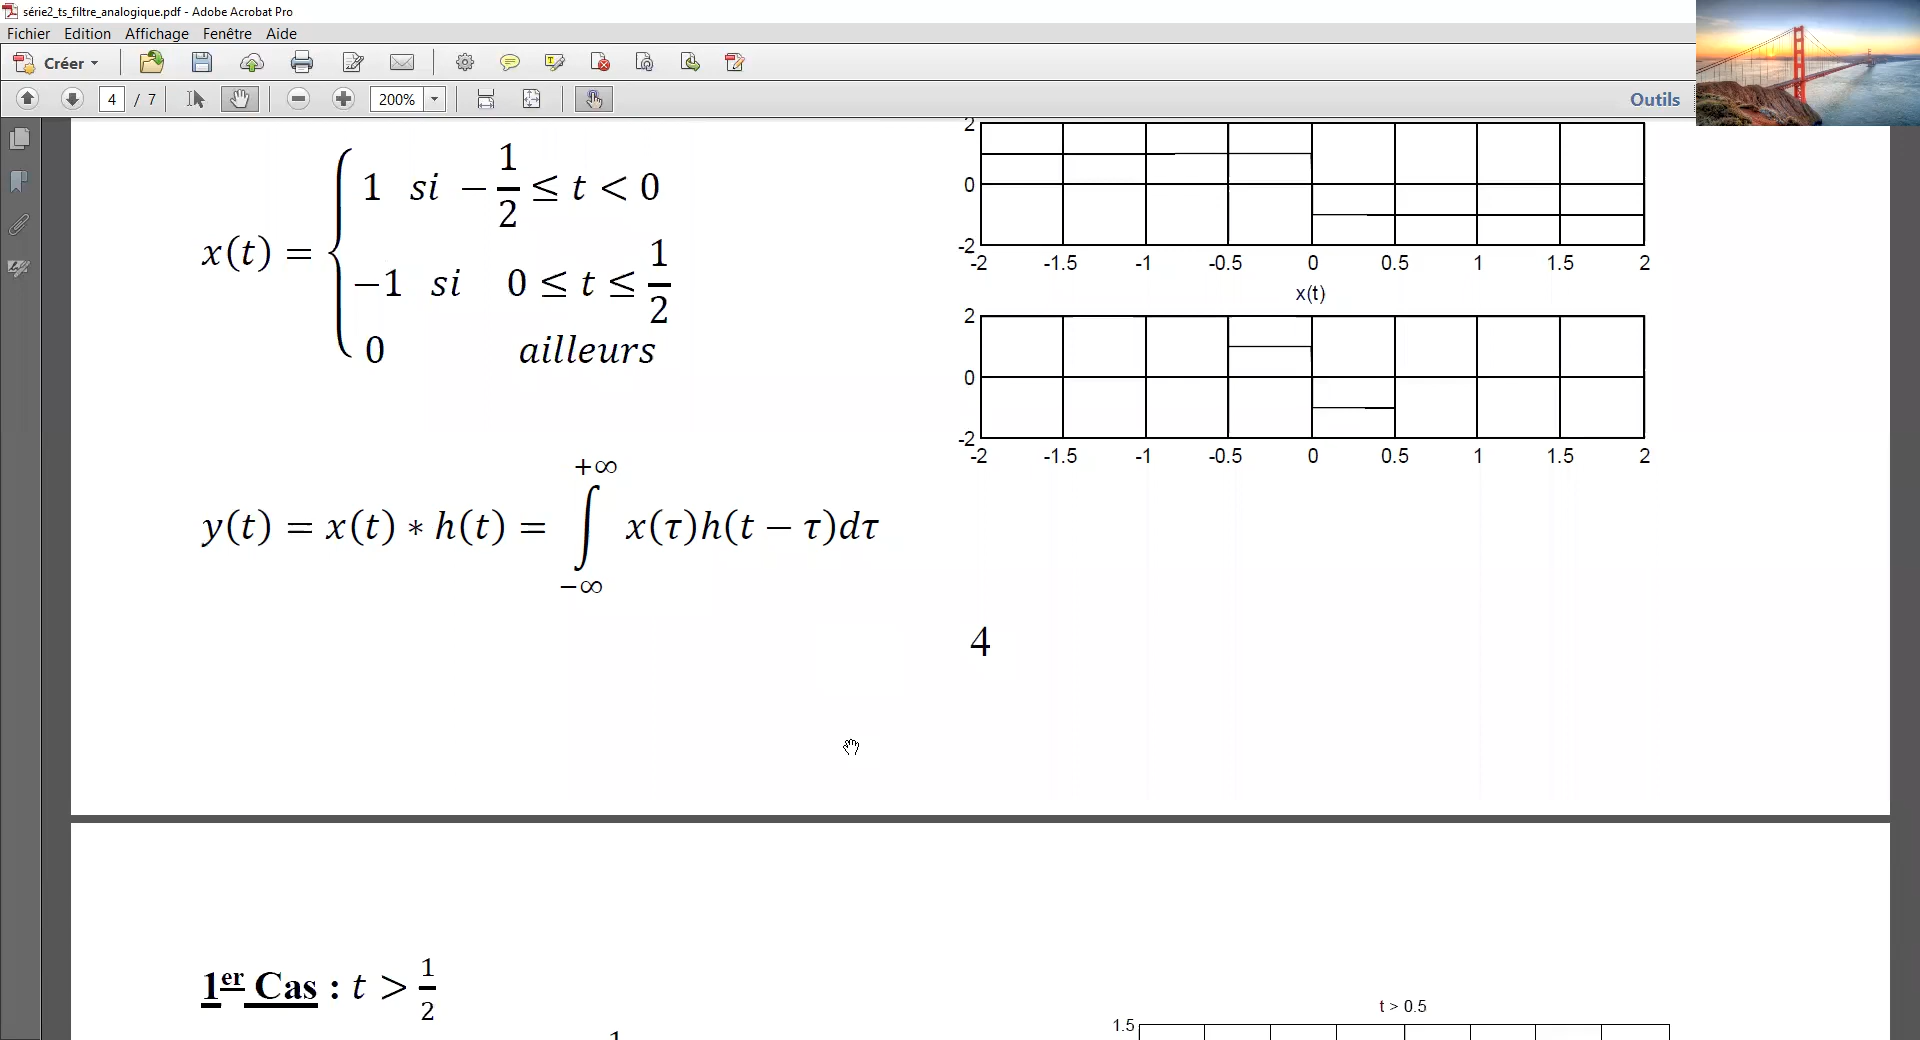 série2_ts_filtre_analogique.pdf - Adobe Acrobat Pro
Fichier Edition Affichage Fenêtre Aide
Créer
4 / 7 200% Outils
x(t) = { 1 si − 1/2 ≤ t < 0
−1 si 0 ≤ t ≤ 1/2
0 ailleurs
2
0
-2
-2 -1.5 -1 -0.5 0 0.5 1 1.5 2
x(t)
2
0
-2
-2 -1.5 -1 -0.5 0 0.5 1 1.5 2
y(t) = x(t) ∗ h(t) = ∫_{−∞}^{+∞} x(τ)h(t − τ)dτ
4
1er Cas : t > 1/2
1
t > 0.5
1.5